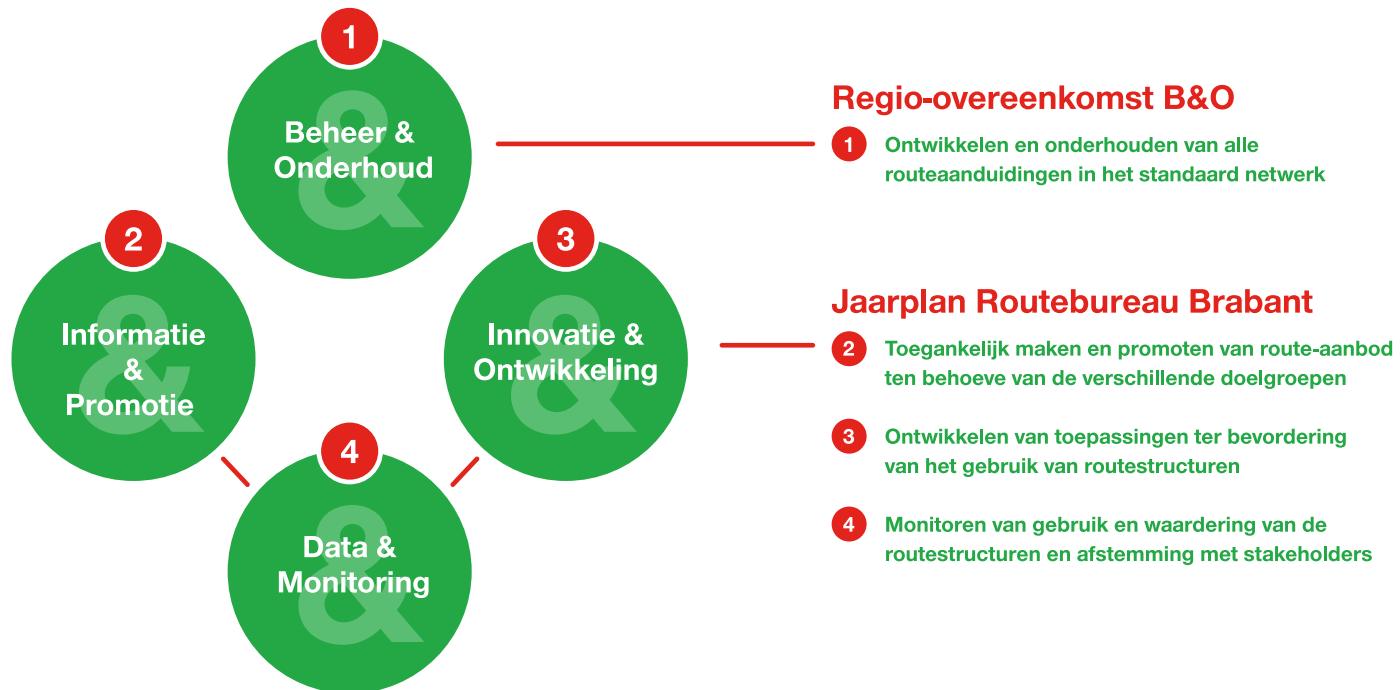 1
Beheer &
Onderhoud
2
Informatie
&
Promotie
3
Innovatie &
Ontwikkeling
4
Data &
Monitoring
Regio-overeenkomst B&O
1 Ontwikkelen en onderhouden van alle
routeaanduidingen in het standaard netwerk
Jaarplan Routebureau Brabant
2 Toegankelijk maken en promoten van route-aanbod
ten behoeve van de verschillende doelgroepen
3 Ontwikkelen van toepassingen ter bevordering
van het gebruik van routestructuren
4 Monitoren van gebruik en waardering van de
routestructuren en afstemming met stakeholders